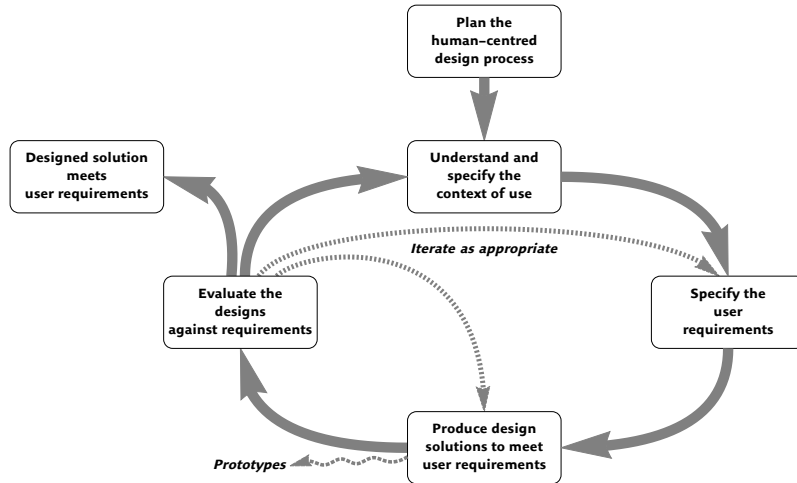 Plan the
human–centred
design process
Designed solution
meets
user requirements
Understand and
specify the
context of use
Iterate as appropriate
Evaluate the
designs
against requirements
Specify the
user
requirements
Produce design
solutions to meet
user requirements
Prototypes